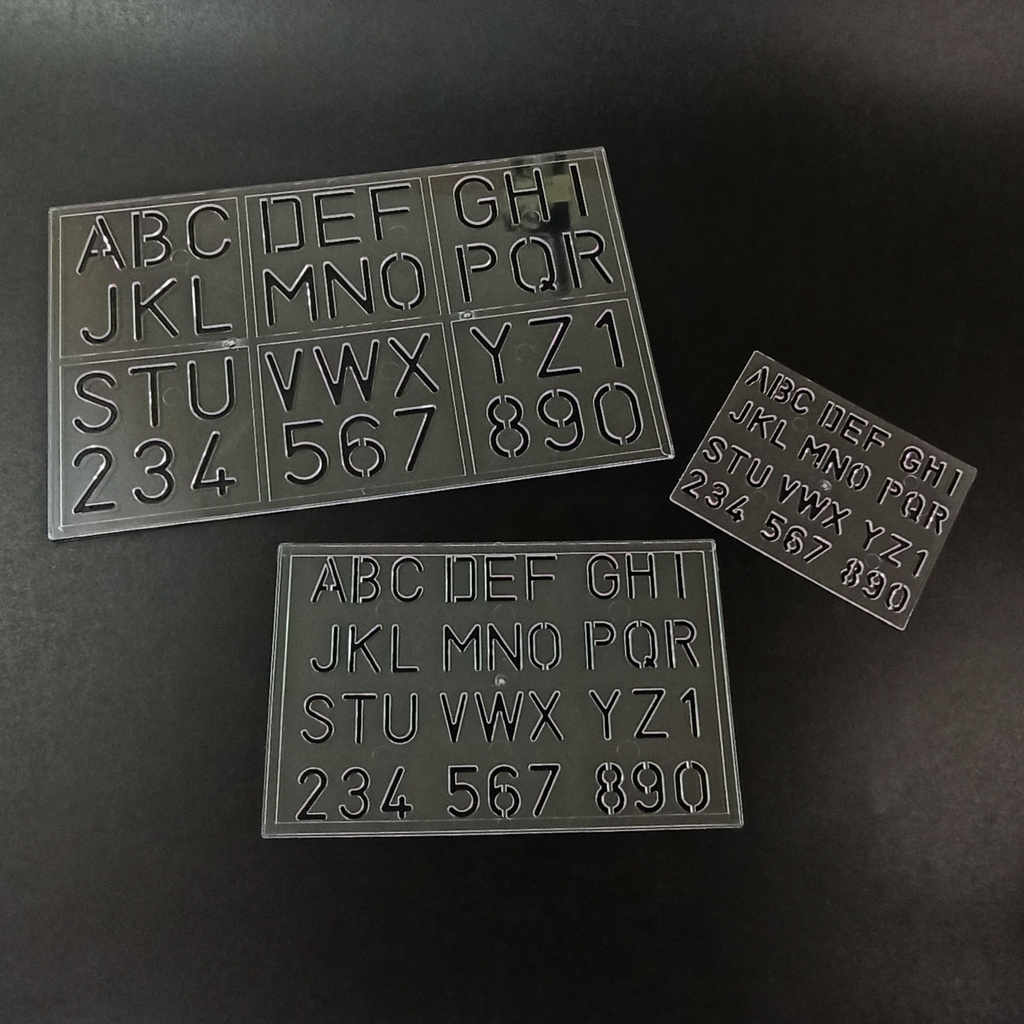 ABC DEF GHI
JKL MNO PQR
STU VWX YZ1
234 567 890
ABC DEF GHI
JKL MNO PQR
STU VWX YZ1
234 567 890
ABC DEF GHI
JKL MNO PQR
STU VWX YZ1
234 567 890